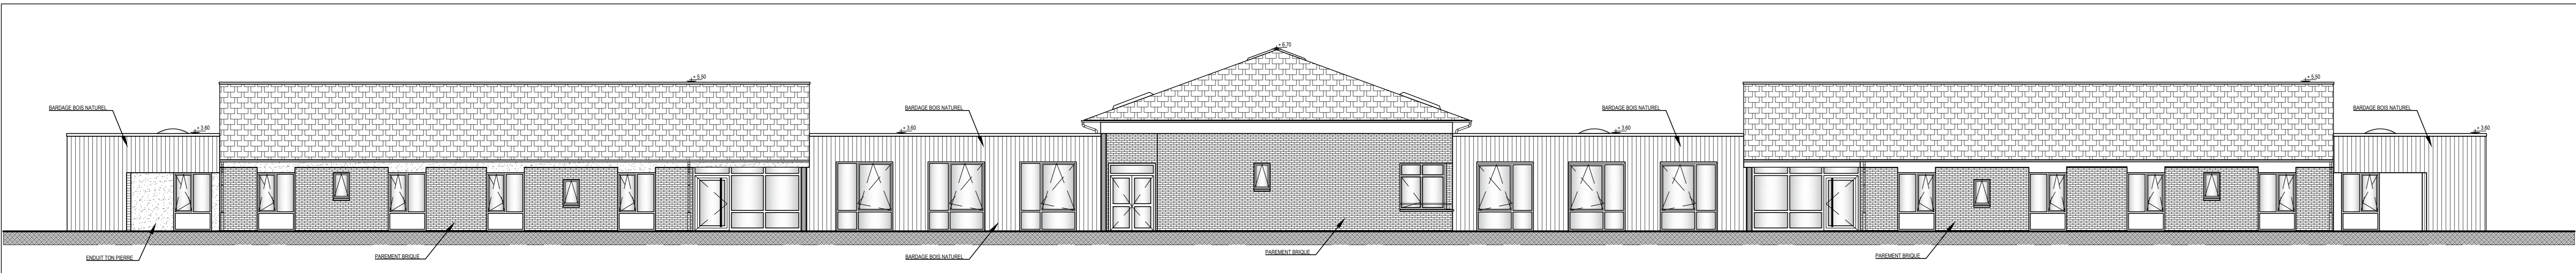 + 6,70
+ 5,50
+ 5,50
BARDAGE BOIS NATUREL
BARDAGE BOIS NATUREL
BARDAGE BOIS NATUREL
BARDAGE BOIS NATUREL
+ 3,60
+ 3,60
+ 3,60
+ 3,60
ENDUIT TON PIERRE
PAREMENT BRIQUE
BARDAGE BOIS NATUREL
PAREMENT BRIQUE
PAREMENT BRIQUE